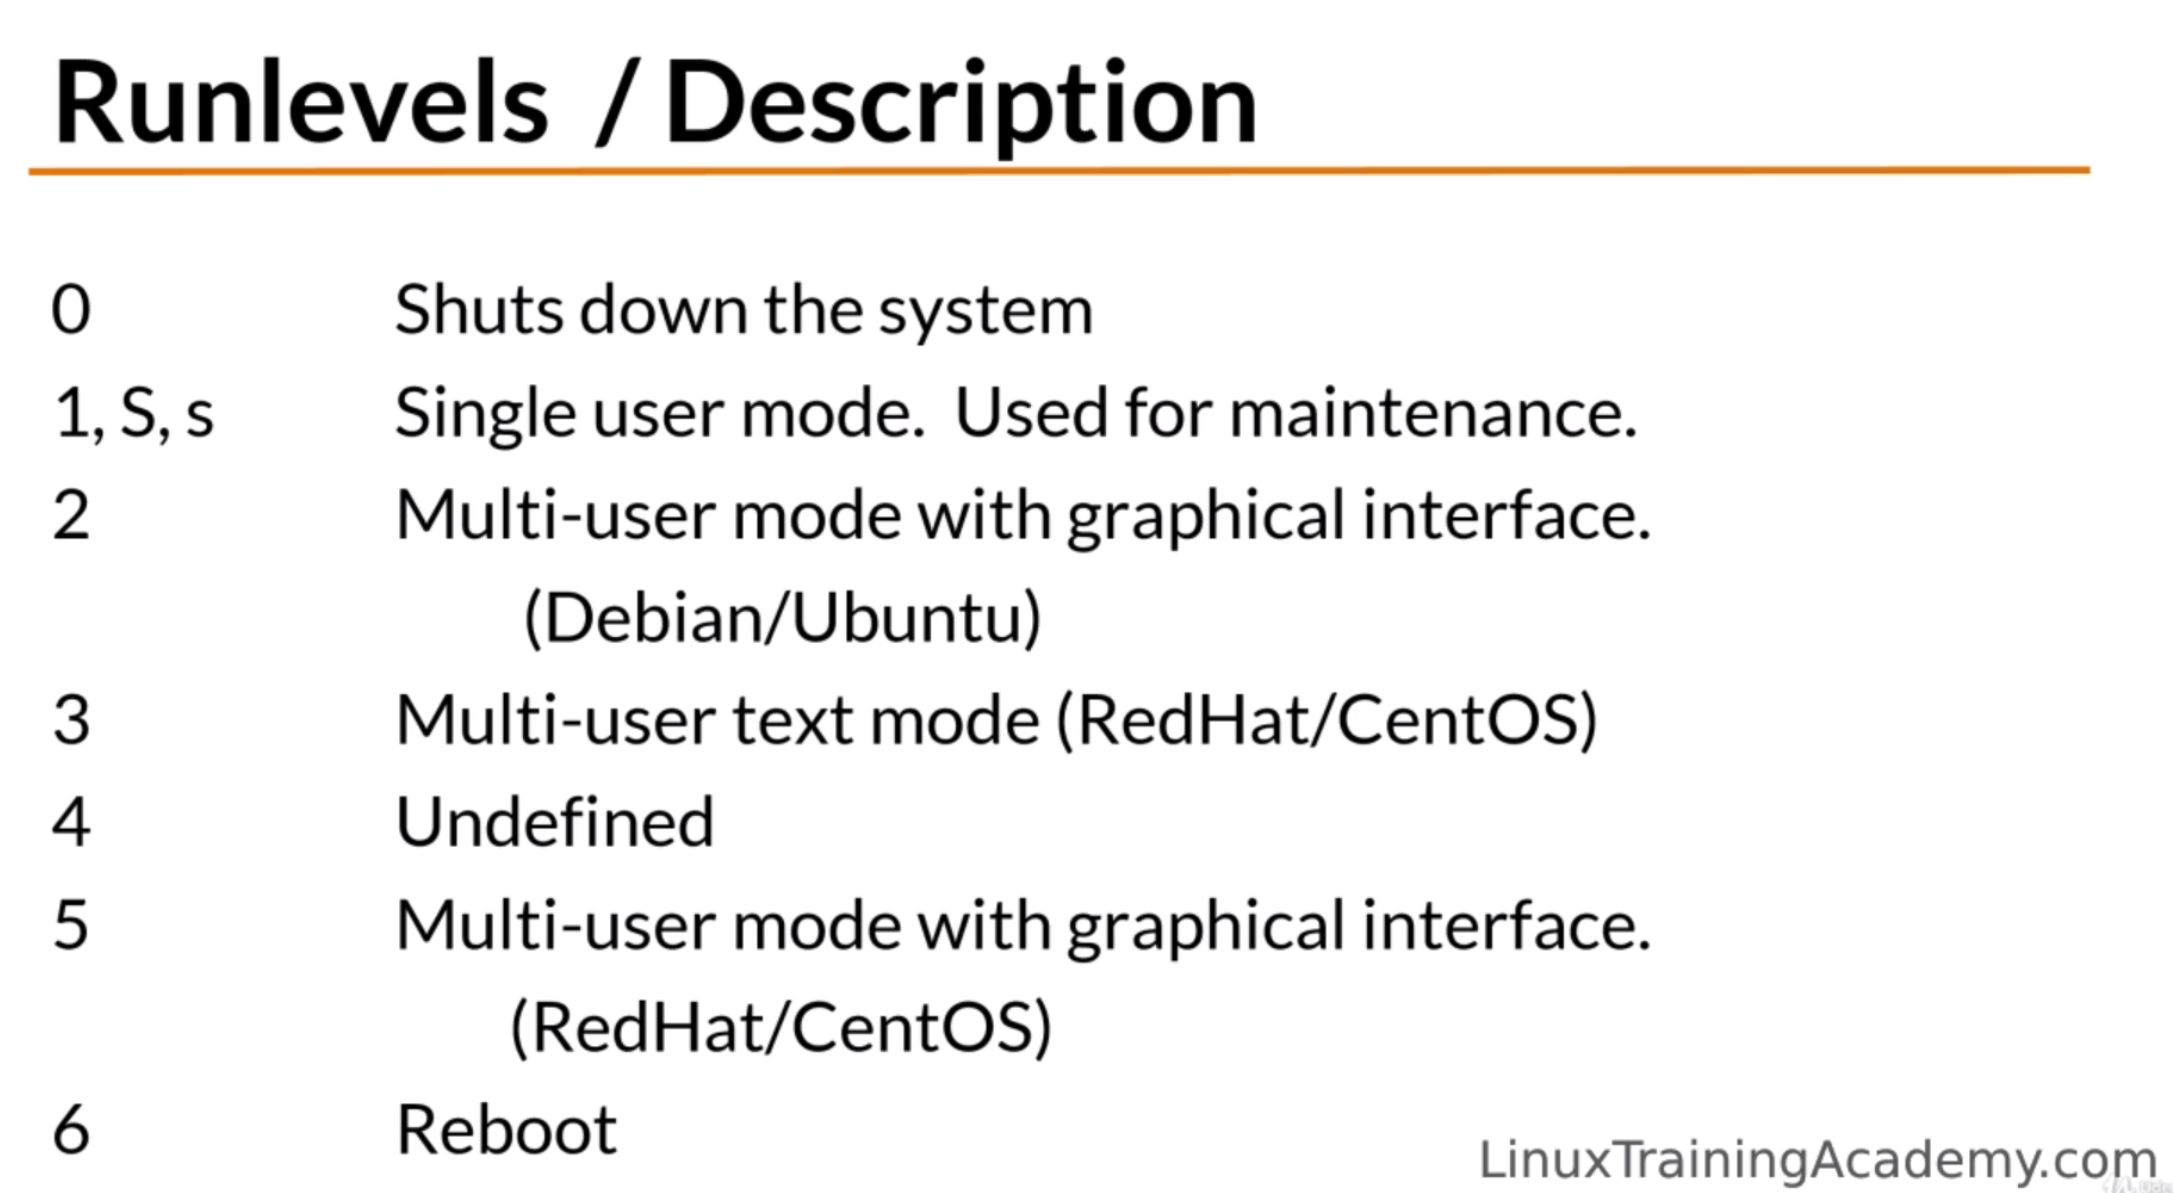 Runlevels / Description
0 Shuts down the system
1, S, s Single user mode. Used for maintenance.
2 Multi-user mode with graphical interface.
(Debian/Ubuntu)
3 Multi-user text mode (RedHat/CentOS)
4 Undefined
5 Multi-user mode with graphical interface.
(RedHat/CentOS)
6 Reboot
LinuxTrainingAcademy.com